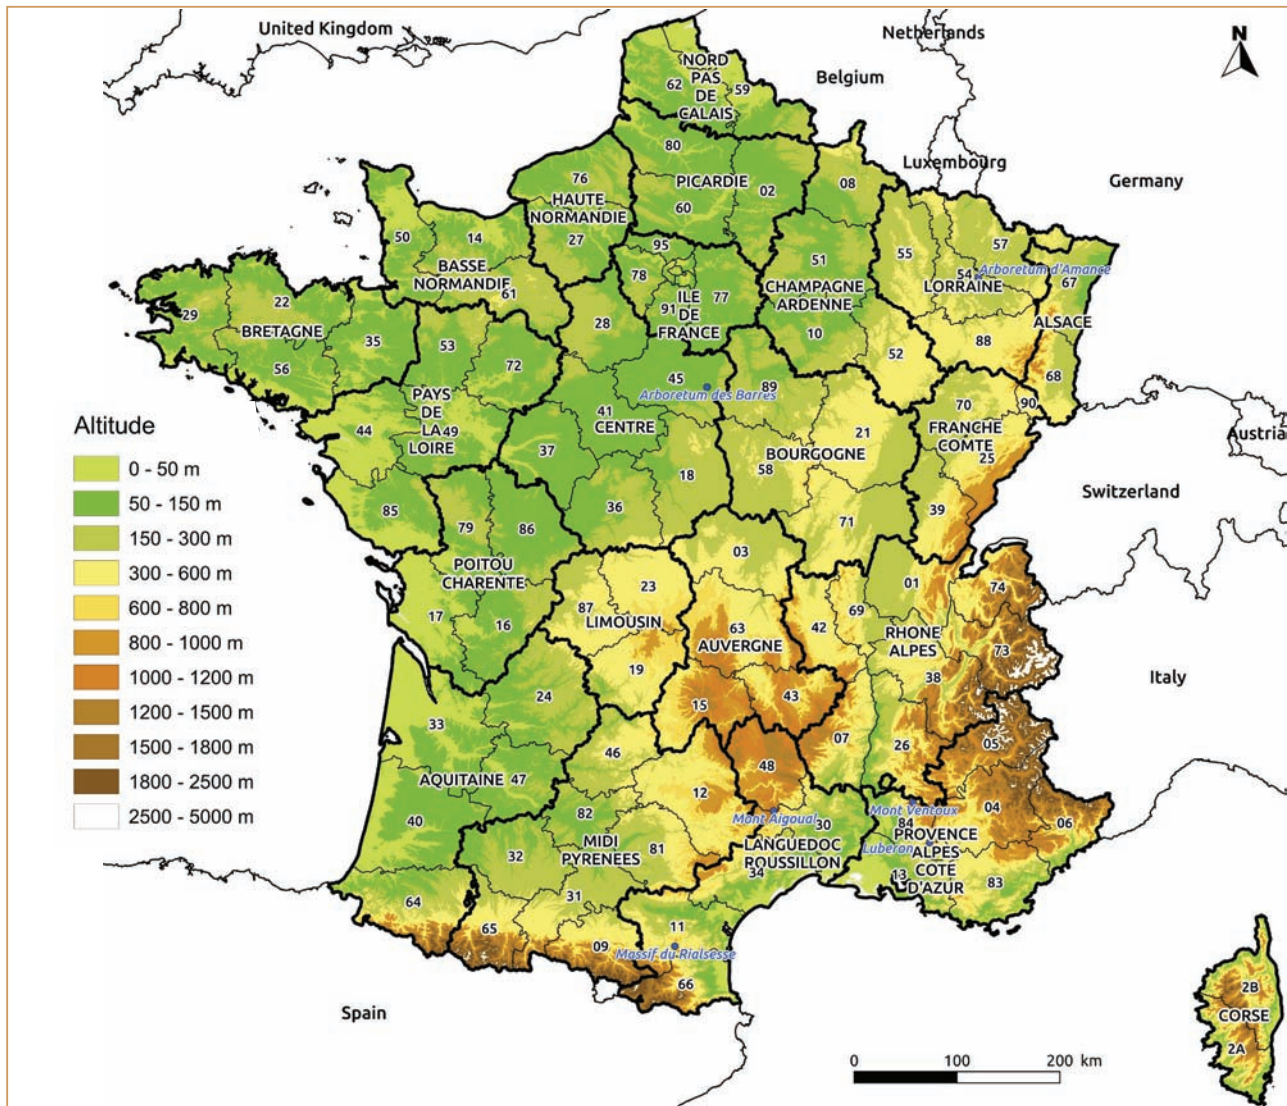 United Kingdom
Netherlands
N
Belgium
NORD
PAS
DE
CALAIS
62
59
Luxembourg
Germany
80
PICARDIE
02
08
60
76
HAUTE
NORMANDIE
27
50
14
BASSE
NORMANDIE
61
95
78
77
91
ILE
DE
FRANCE
51
CHAMPAGNE
ARDENNE
10
52
55
57
54
Arboretum d'Amance
LORRAINE
88
67
ALSACE
68
29
22
BRETAGNE
35
56
53
72
PAYS
DE
LA
LOIRE
44
49
85
28
45
Arboretum des Barres
41
CENTRE
37
18
36
89
21
BOURGOGNE
58
71
70
90
FRANCHE
COMTE
25
39
Austria
Switzerland
Italy
Altitude
0 - 50 m
50 - 150 m
150 - 300 m
300 - 600 m
600 - 800 m
800 - 1000 m
1000 - 1200 m
1200 - 1500 m
1500 - 1800 m
1800 - 2500 m
2500 - 5000 m
79
86
POITOU
CHARENTE
17
16
23
87
LIMOUSIN
19
03
63
AUVERGNE
15
43
01
74
69
42
RHONE
ALPES
73
38
07
26
24
33
AQUITAINE
47
40
64
46
12
82
MIDI
PYRENEES
81
32
31
65
09
48
Mont Aigoual
30
LANGUEDOC
ROUSSILLON
34
11
Massif du Rialsesse
66
05
04
06
Mont Ventoux
84
PROVENCE
ALPES
COTE
D'AZUR
Luberon
13
83
2B
CORSE
2A
Spain
0 100 200 km